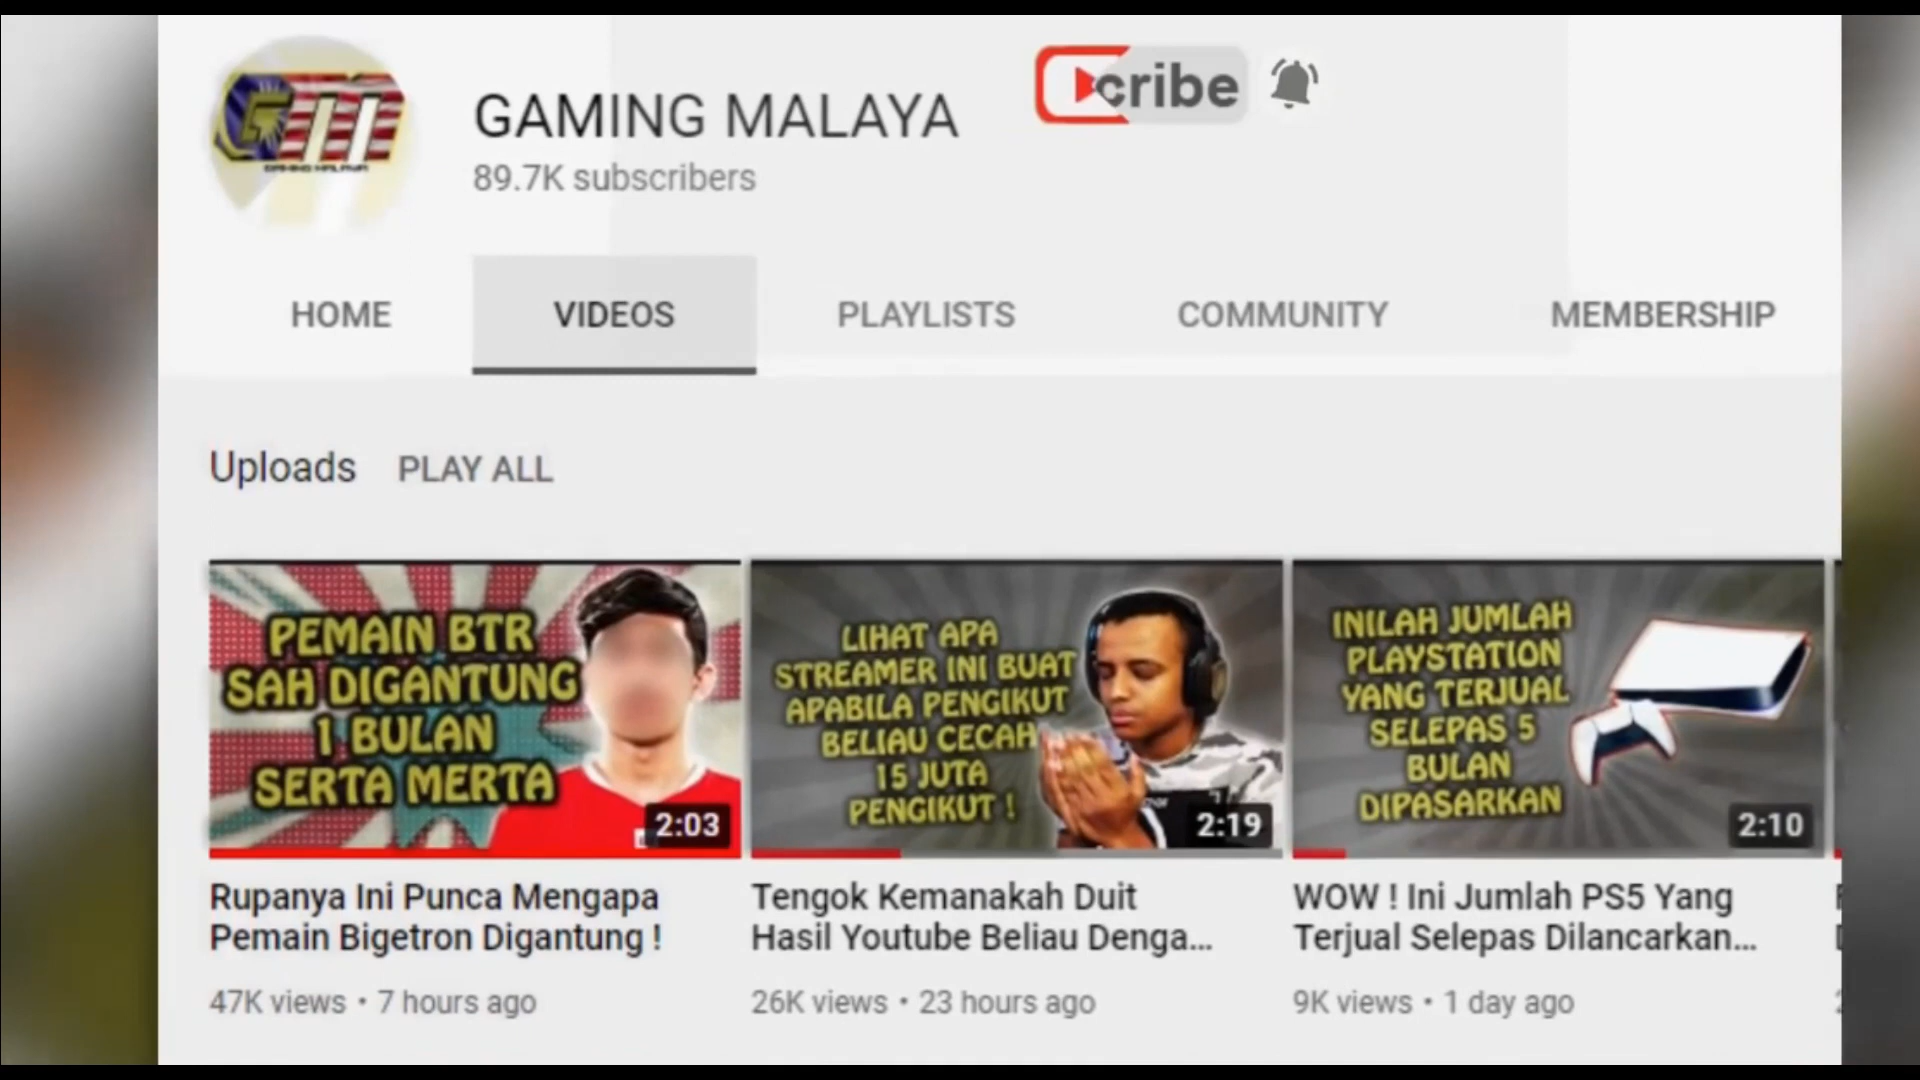 GM
GAMING MALAYA
GAMING MALAYA
cribe
89.7K subscribers
HOME
VIDEOS
PLAYLISTS
COMMUNITY
MEMBERSHIP
Uploads
PLAY ALL
PEMAIN BTR
SAH DIGANTUNG
1 BULAN
SERTA MERTA
2:03
LIHAT APA
STREAMER INI BUAT
APABILA PENGIKUT
BELIAU CECAH
15 JUTA
PENGIKUT !
2:19
INILAH JUMLAH
PLAYSTATION
YANG TERJUAL
SELEPAS 5
BULAN
DIPASARKAN
2:10
Rupanya Ini Punca Mengapa
Pemain Bigetron Digantung !
47K views • 7 hours ago
Tengok Kemanakah Duit
Hasil Youtube Beliau Denga...
26K views • 23 hours ago
WOW ! Ini Jumlah PS5 Yang
Terjual Selepas Dilancarkan...
9K views • 1 day ago